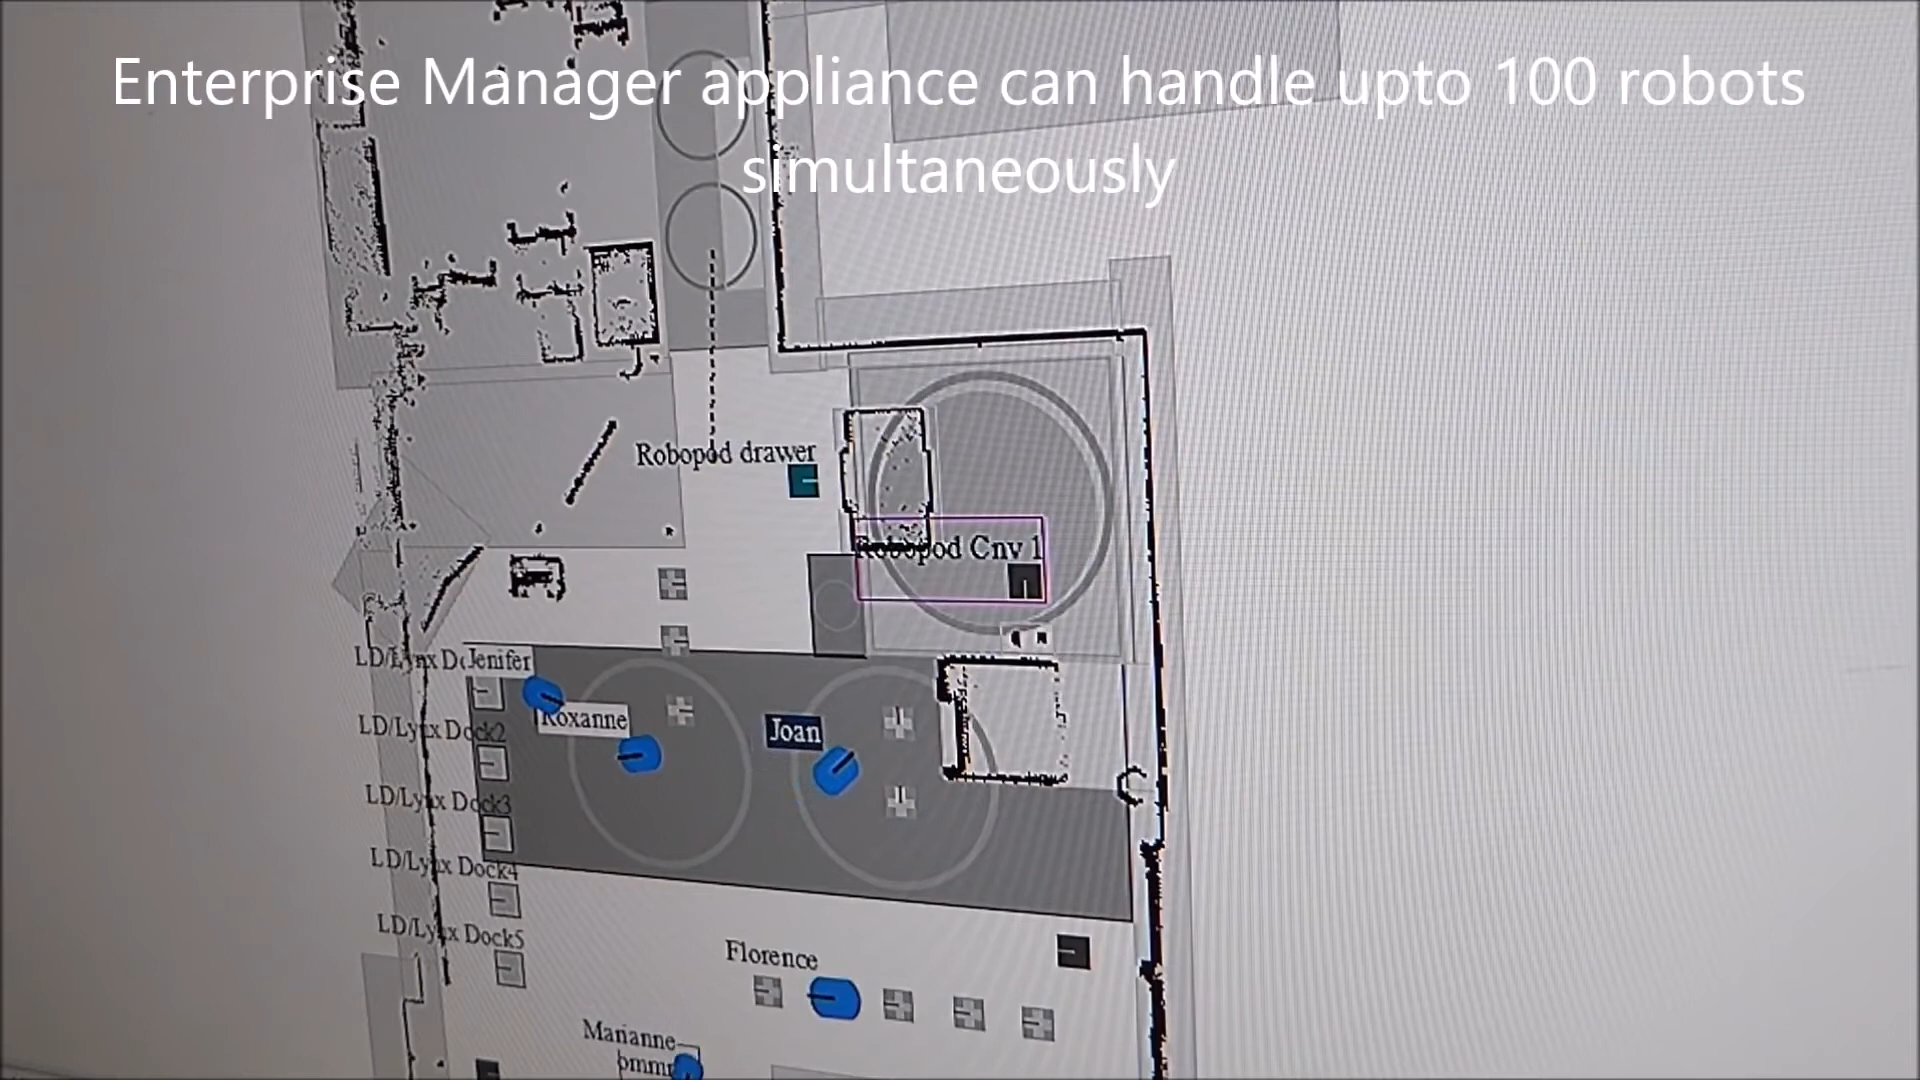 Enterprise Manager appliance can handle upto 100 robots
simultaneously
Robopod drawer
Robopod Cnv 1
Jenifer
Roxanne
LD/Lynx Dock2
Joan
LD/Lynx Dock3
LD/Lynx Dock4
LD/Lynx Dock5
Florence
Marianne